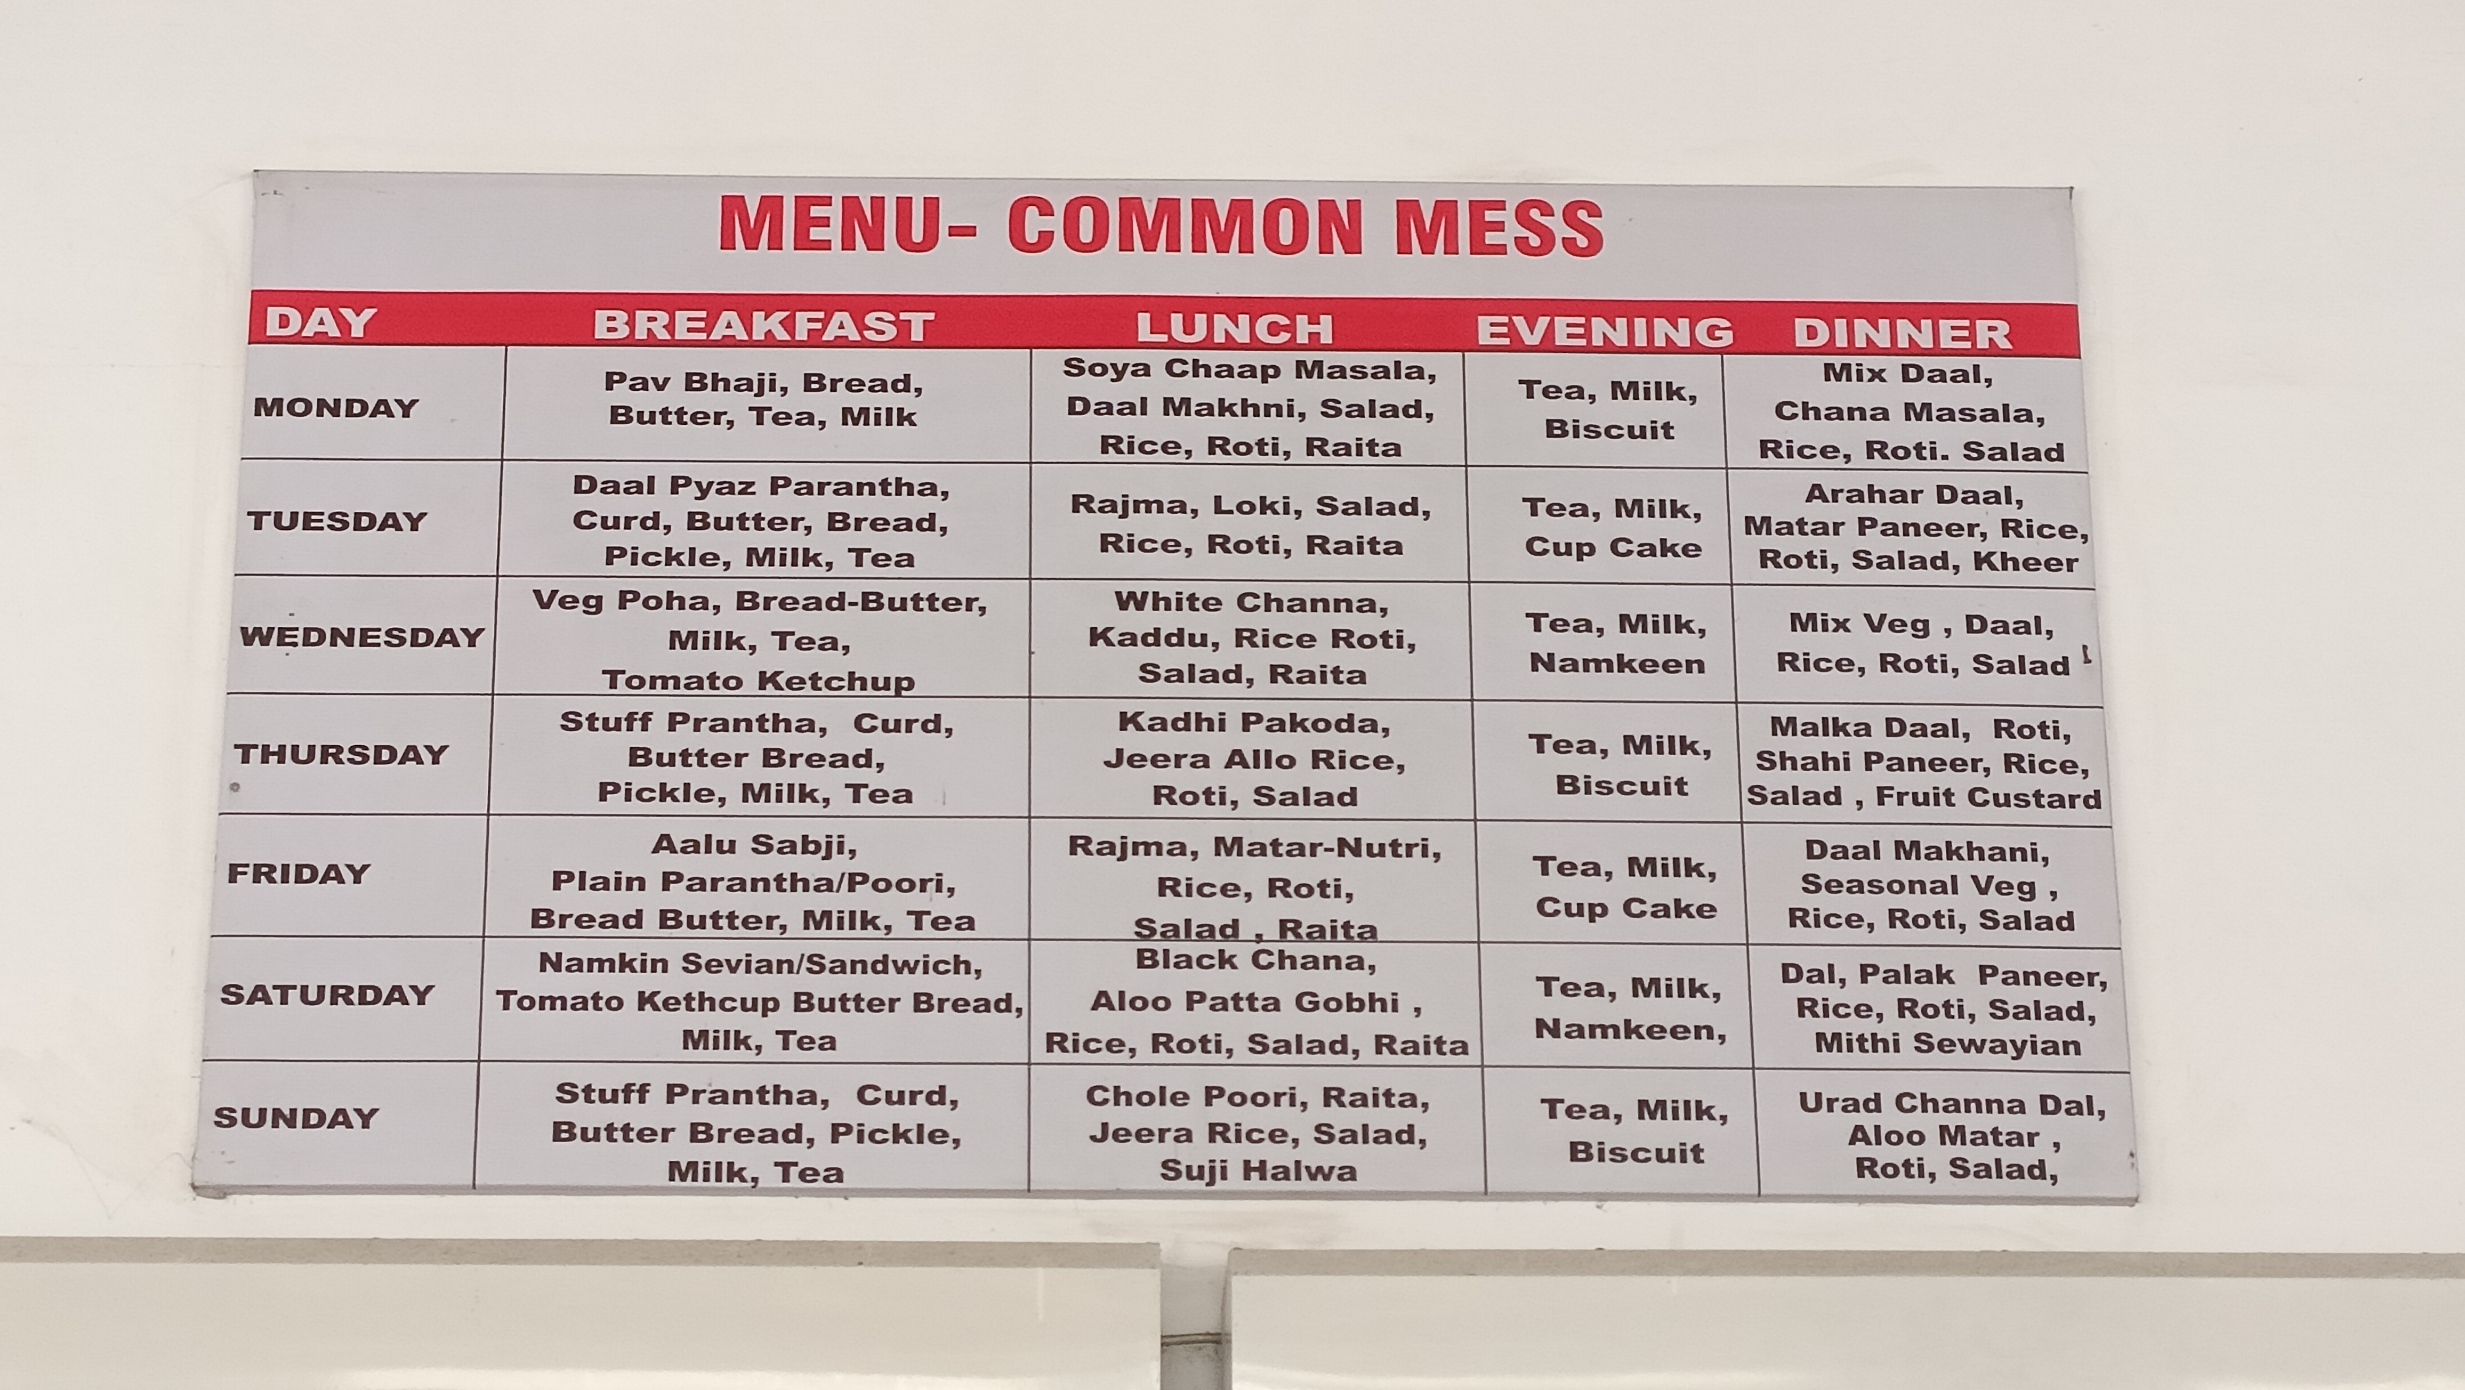 MENU- COMMON MESS
DAY BREAKFAST LUNCH EVENING DINNER
MONDAY
Pav Bhaji, Bread,
Butter, Tea, Milk
Soya Chaap Masala,
Daal Makhni, Salad,
Rice, Roti, Raita
Tea, Milk,
Biscuit
Mix Daal,
Chana Masala,
Rice, Roti. Salad
TUESDAY
Daal Pyaz Parantha,
Curd, Butter, Bread,
Pickle, Milk, Tea
Rajma, Loki, Salad,
Rice, Roti, Raita
Tea, Milk,
Cup Cake
Arahar Daal,
Matar Paneer, Rice,
Roti, Salad, Kheer
WEDNESDAY
Veg Poha, Bread-Butter,
Milk, Tea,
Tomato Ketchup
White Channa,
Kaddu, Rice Roti,
Salad, Raita
Tea, Milk,
Namkeen
Mix Veg , Daal,
Rice, Roti, Salad
THURSDAY
Stuff Prantha, Curd,
Butter Bread,
Pickle, Milk, Tea
Kadhi Pakoda,
Jeera Allo Rice,
Roti, Salad
Tea, Milk,
Biscuit
Malka Daal, Roti,
Shahi Paneer, Rice,
Salad , Fruit Custard
FRIDAY
Aalu Sabji,
Plain Parantha/Poori,
Bread Butter, Milk, Tea
Rajma, Matar-Nutri,
Rice, Roti,
Salad , Raita
Tea, Milk,
Cup Cake
Daal Makhani,
Seasonal Veg ,
Rice, Roti, Salad
SATURDAY
Namkin Sevian/Sandwich,
Tomato Kethcup Butter Bread,
Milk, Tea
Black Chana,
Aloo Patta Gobhi ,
Rice, Roti, Salad, Raita
Tea, Milk,
Namkeen,
Dal, Palak Paneer,
Rice, Roti, Salad,
Mithi Sewayian
SUNDAY
Stuff Prantha, Curd,
Butter Bread, Pickle,
Milk, Tea
Chole Poori, Raita,
Jeera Rice, Salad,
Suji Halwa
Tea, Milk,
Biscuit
Urad Channa Dal,
Aloo Matar ,
Roti, Salad,